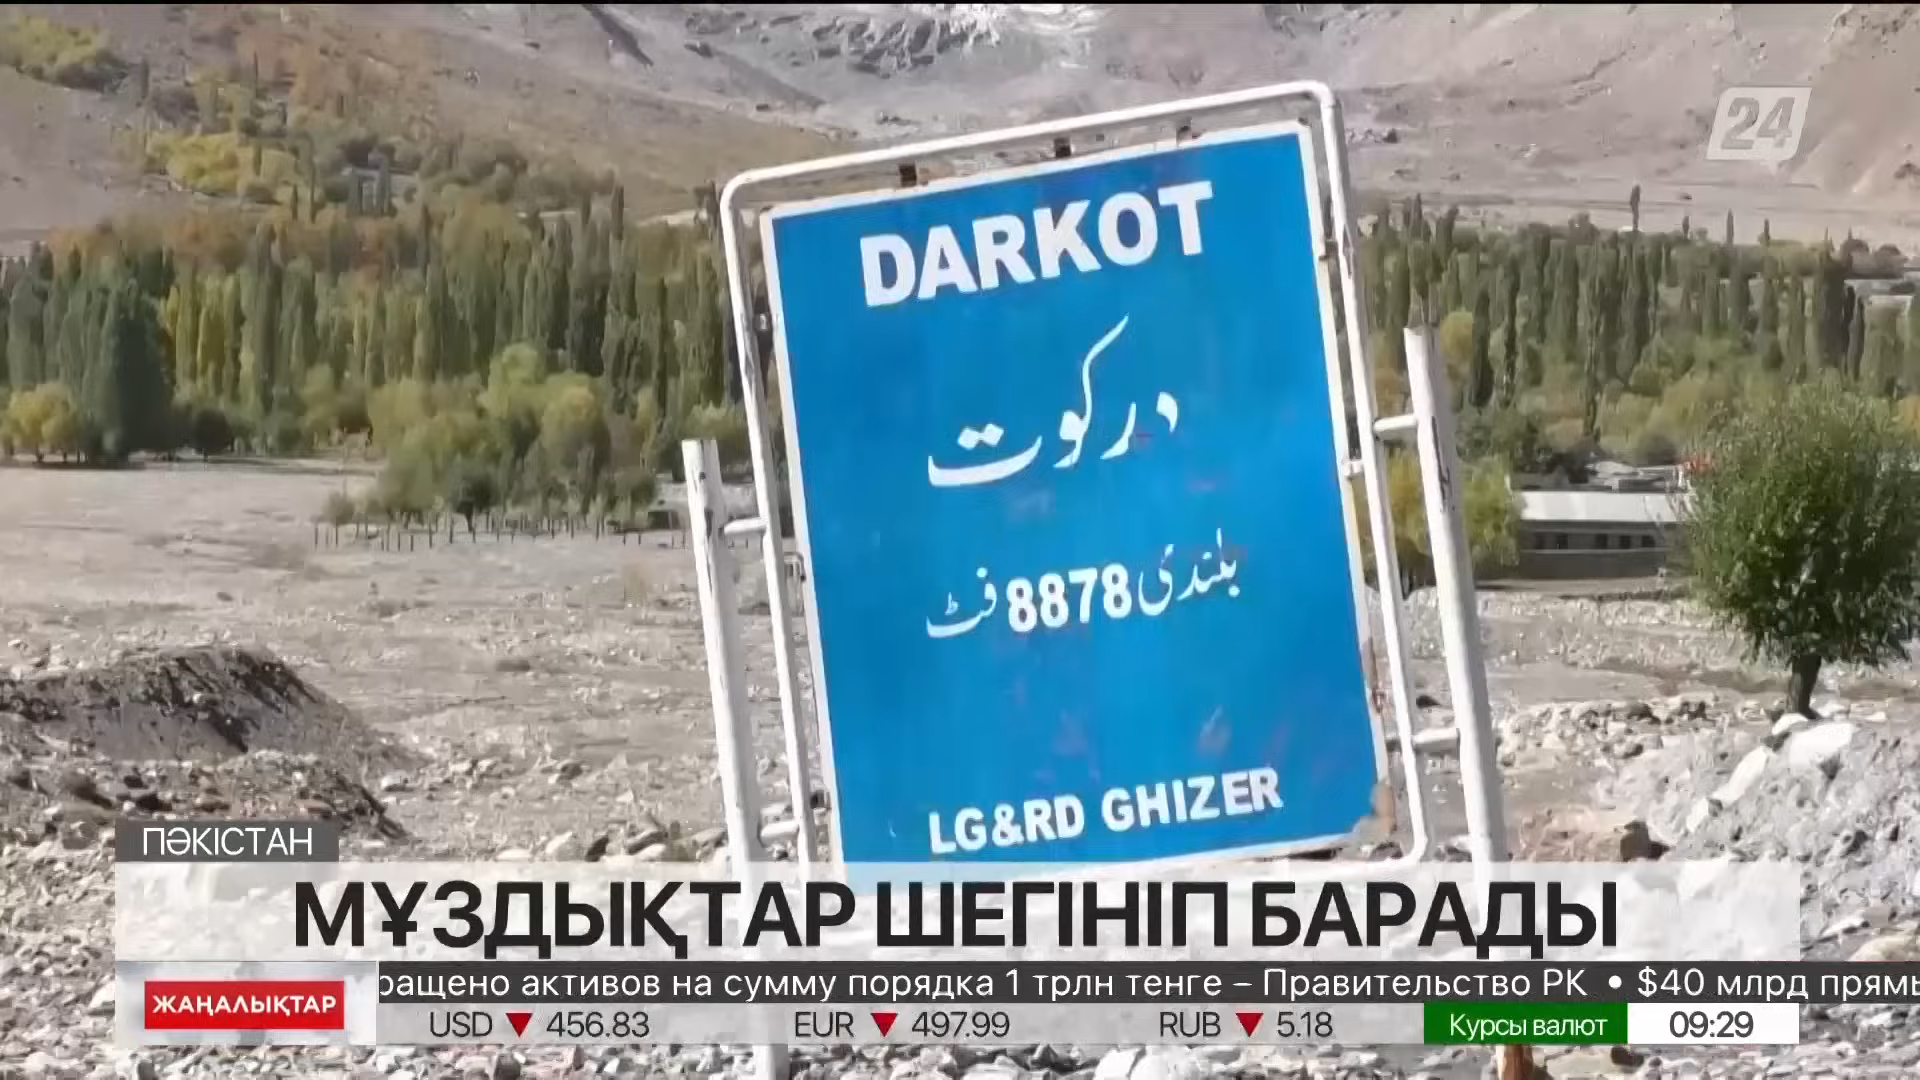 24
DARKOT
درکوت
بلندی 8878 فٹ
LG&RD GHIZER
ПӘКІСТАН
МҰЗДЫҚТАР ШЕГІНІП БАРАДЫ
ЖАҢАЛЫҚТАР
ращено активов на сумму порядка 1 трлн тенге – Правительство РК • $40 млрд прямы
USD ▼ 456.83 EUR ▼ 497.99 RUB ▼ 5.18 Курсы валют 09:29